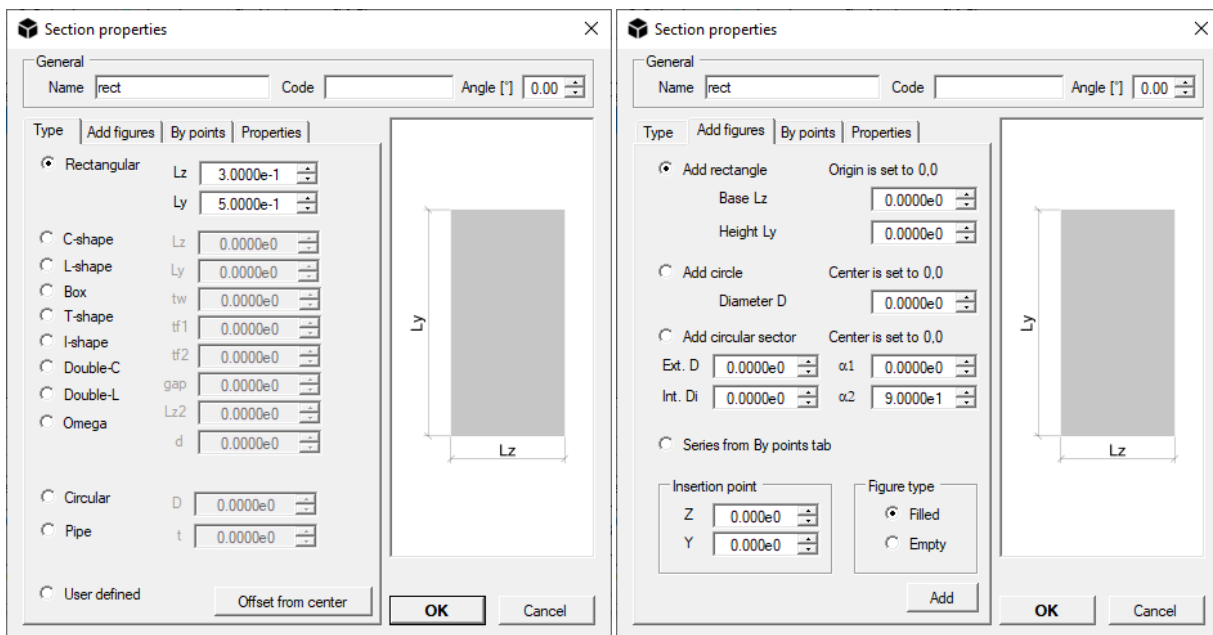 Section properties
General
Name rect Code Angle [°] 0.00
Type Add figures By points Properties
Rectangular Lz 3.0000e-1
Ly 5.0000e-1
C-shape Lz 0.0000e0
L-shape Ly 0.0000e0
Box tw 0.0000e0
T-shape tf1 0.0000e0
I-shape tf2 0.0000e0
Double-C gap 0.0000e0
Double-L Lz2 0.0000e0
Omega d 0.0000e0
Circular D 0.0000e0
Pipe t 0.0000e0
User defined Offset from center
Ly
Lz
OK Cancel
Section properties
General
Name rect Code Angle [°] 0.00
Type Add figures By points Properties
Add rectangle Origin is set to 0,0
Base Lz 0.0000e0
Height Ly 0.0000e0
Add circle Center is set to 0,0
Diameter D 0.0000e0
Add circular sector Center is set to 0,0
Ext. D 0.0000e0 α1 0.0000e0
Int. Di 0.0000e0 α2 9.0000e1
Series from By points tab
Insertion point Figure type
Z 0.000e0 Filled
Y 0.000e0 Empty
Add
Ly
Lz
OK Cancel